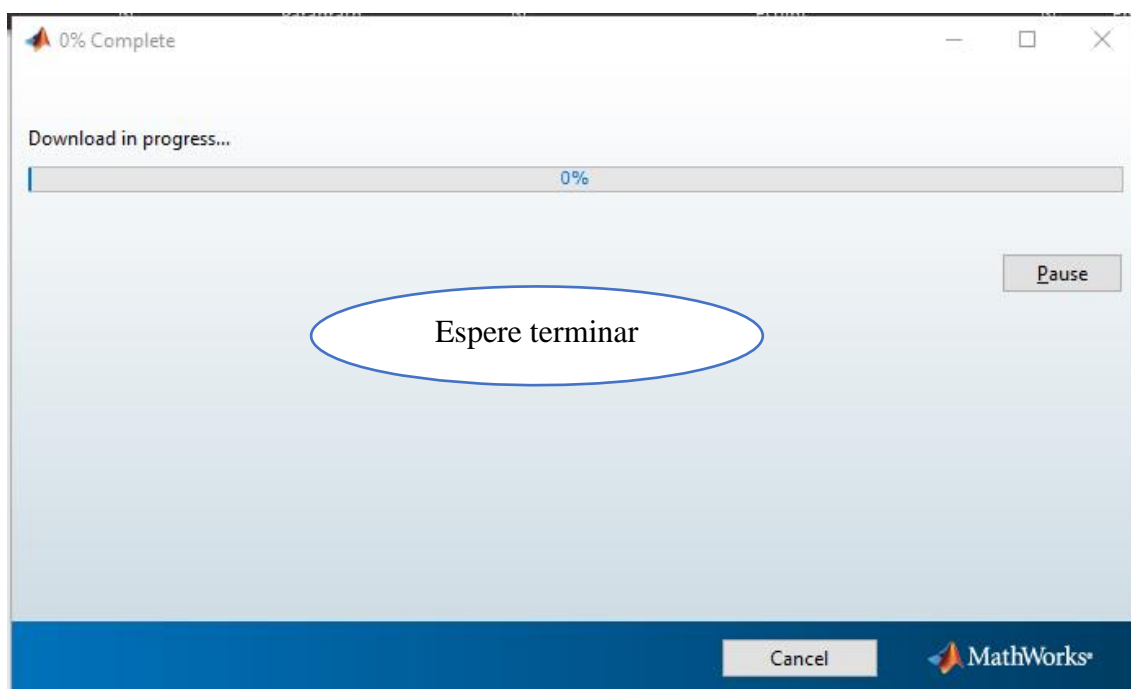 0% Complete
Download in progress...
0%
Pause
Espere terminar
Cancel
MathWorks